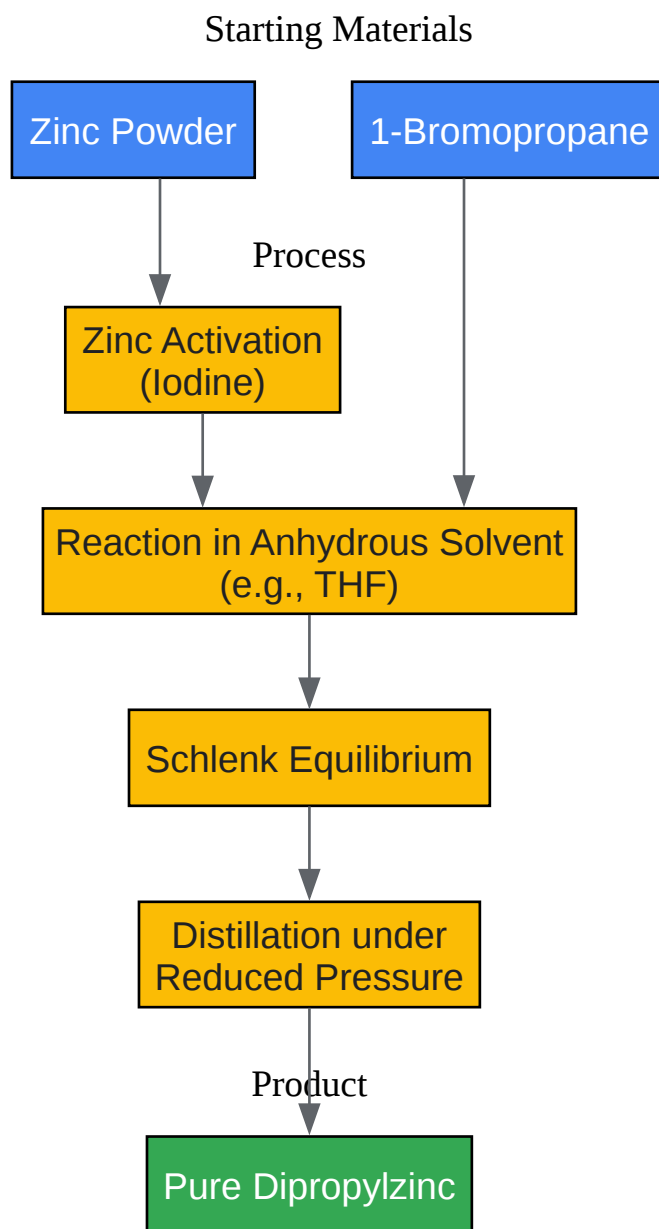 Starting Materials
Zinc Powder
1-Bromopropane
Process
Zinc Activation
(Iodine)
Reaction in Anhydrous Solvent
(e.g., THF)
Schlenk Equilibrium
Distillation under
Reduced Pressure
Product
Pure Dipropylzinc